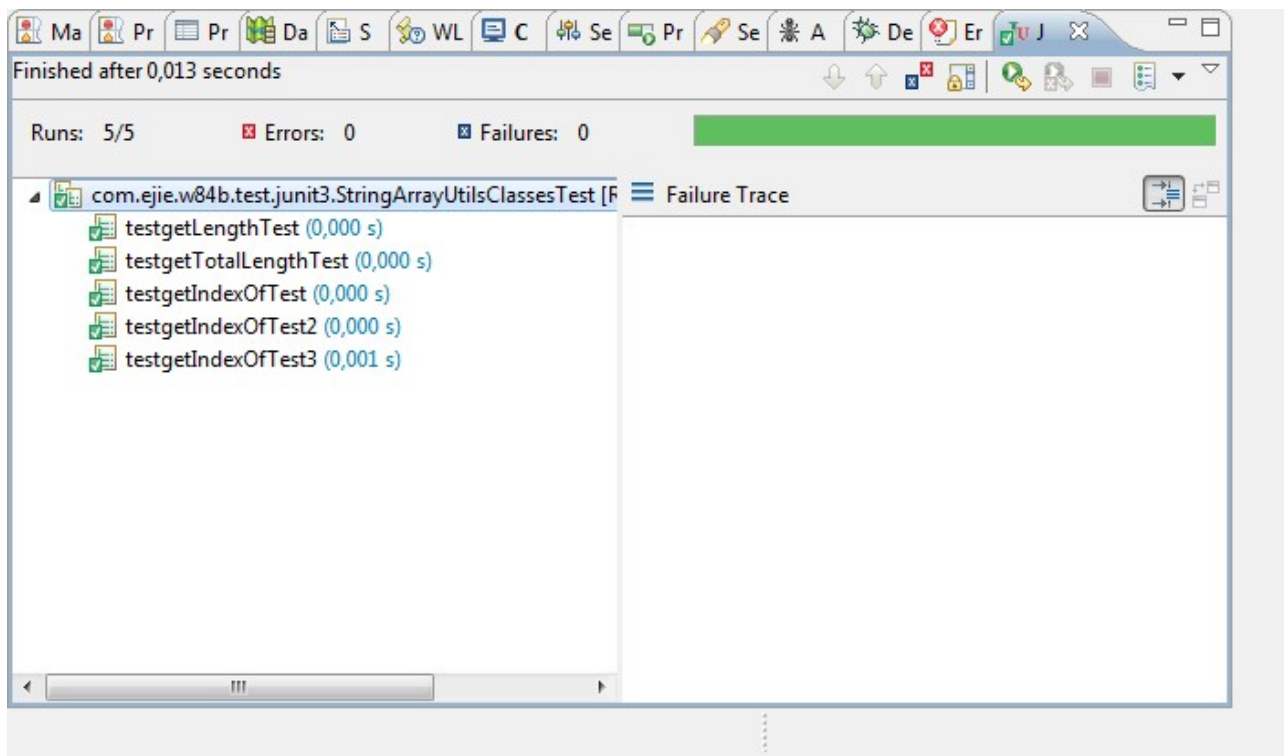 Ma Pr Pr Da S WL C Se Pr Se A De Er Ju J
Finished after 0,013 seconds
Runs: 5/5 Errors: 0 Failures: 0
com.ejie.w84b.test.junit3.StringArrayUtilsClassesTest [R
Failure Trace
testgetLengthTest (0,000 s)
testgetTotalLengthTest (0,000 s)
testgetIndexOfTest (0,000 s)
testgetIndexOfTest2 (0,000 s)
testgetIndexOfTest3 (0,001 s)